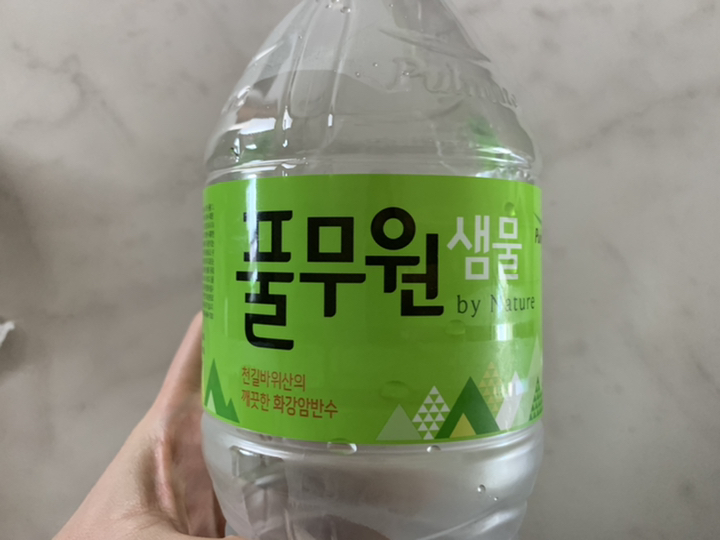 Pulmuone
풀무원 샘물
by Nature
천길바위산의
깨끗한 화강암반수